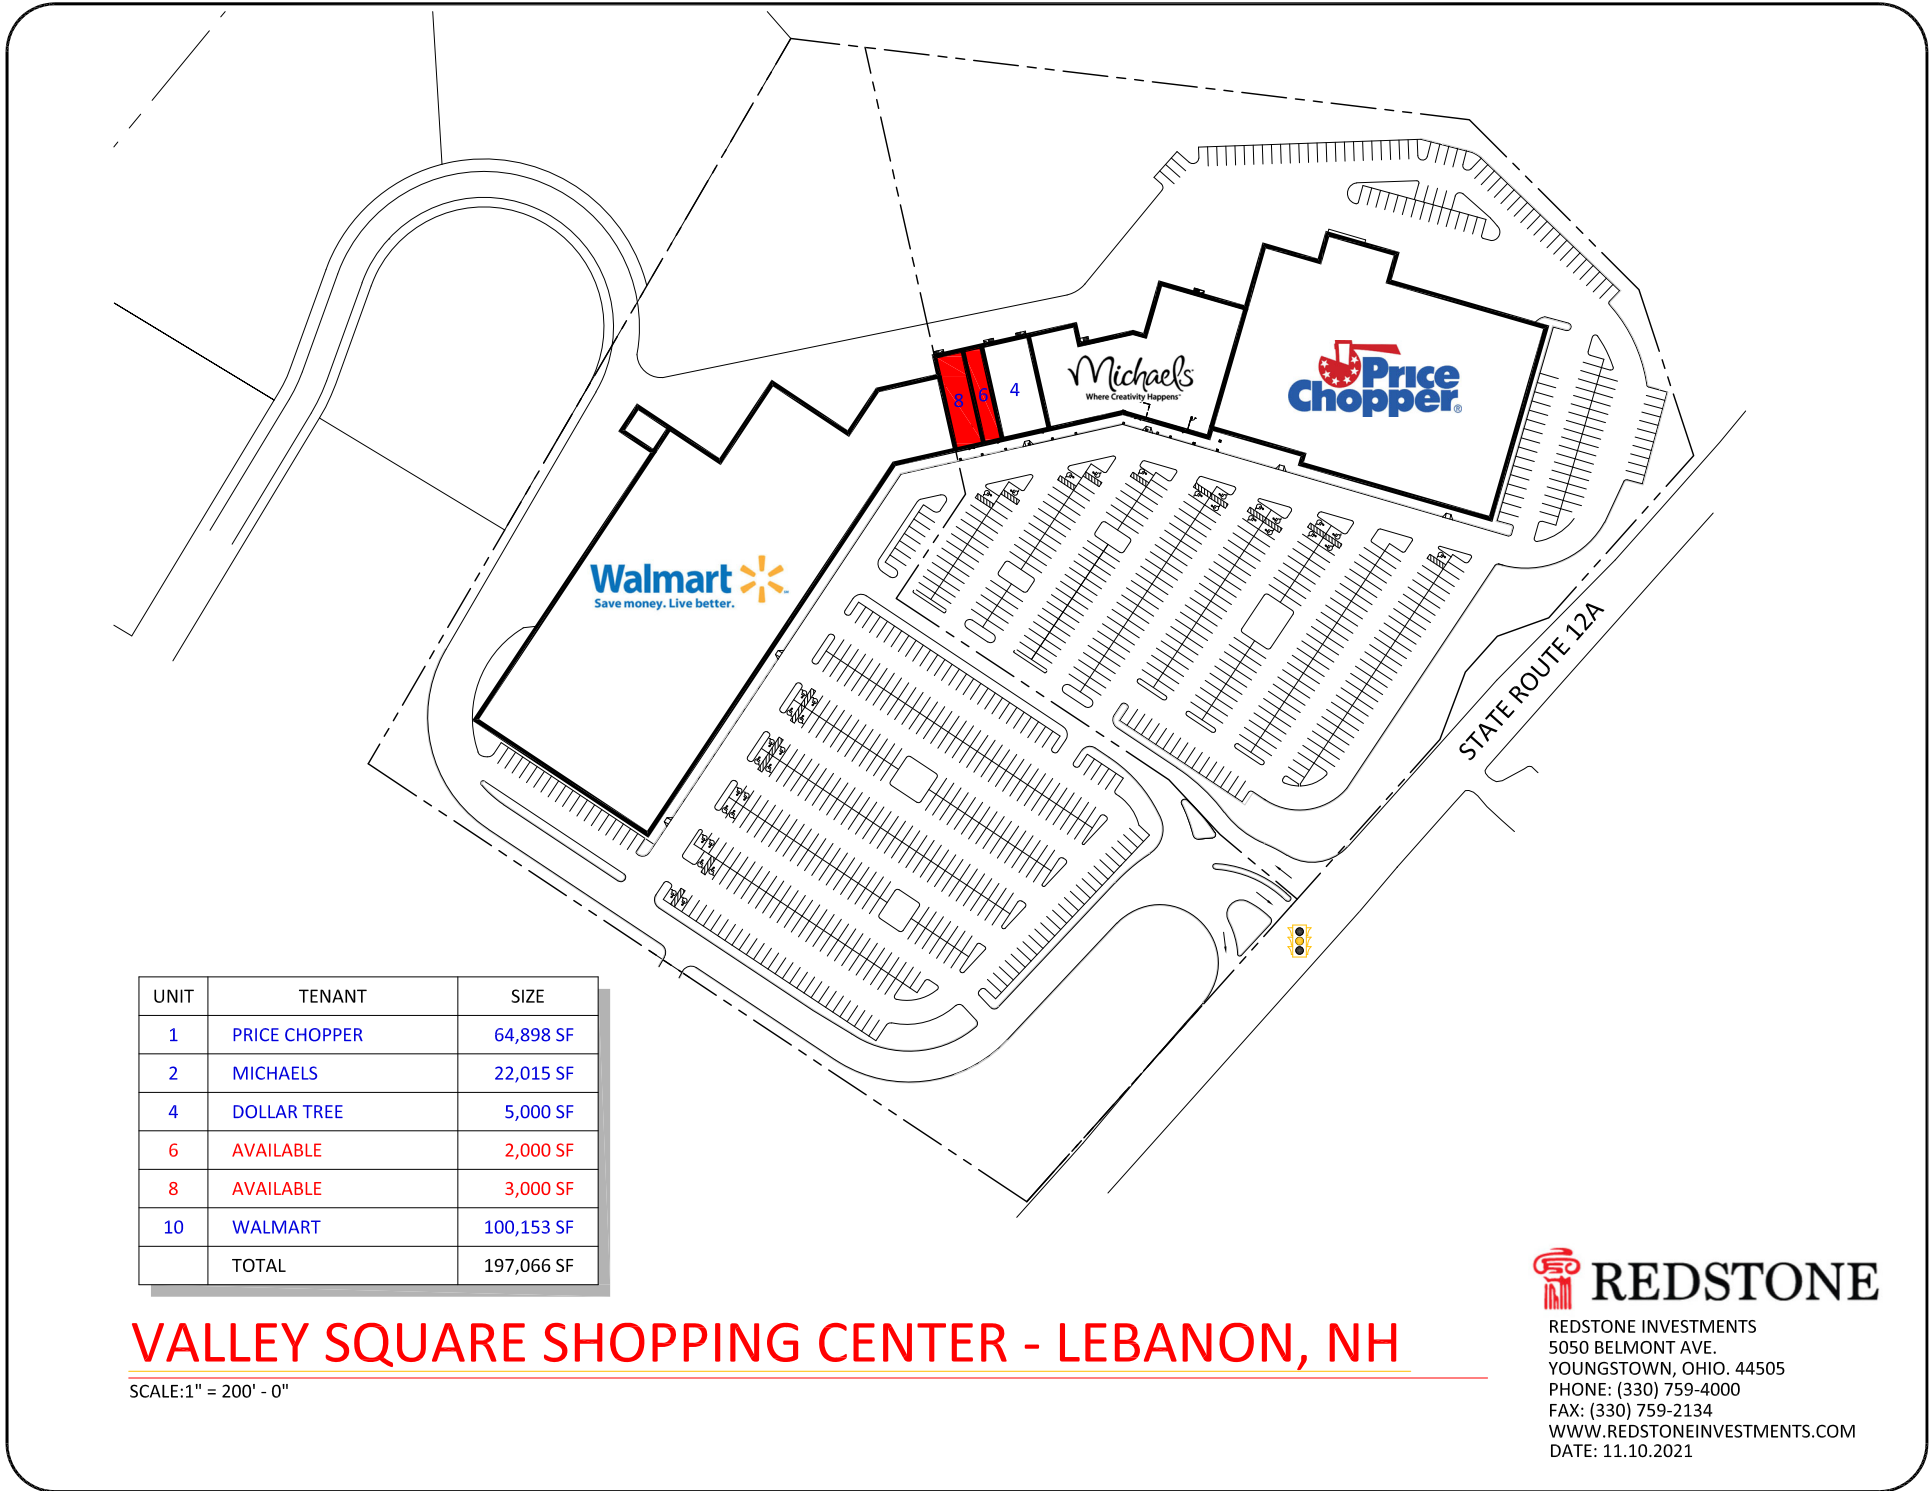 8
6
4
Michaels
Where Creativity Happens™
Price
Chopper®
Walmart
Save money. Live better.
STATE ROUTE 12A
UNIT TENANT SIZE
1 PRICE CHOPPER 64,898 SF
2 MICHAELS 22,015 SF
4 DOLLAR TREE 5,000 SF
6 AVAILABLE 2,000 SF
8 AVAILABLE 3,000 SF
10 WALMART 100,153 SF
TOTAL 197,066 SF
VALLEY SQUARE SHOPPING CENTER - LEBANON, NH
SCALE:1" = 200' - 0"
REDSTONE
REDSTONE INVESTMENTS
5050 BELMONT AVE.
YOUNGSTOWN, OHIO. 44505
PHONE: (330) 759-4000
FAX: (330) 759-2134
WWW.REDSTONEINVESTMENTS.COM
DATE: 11.10.2021